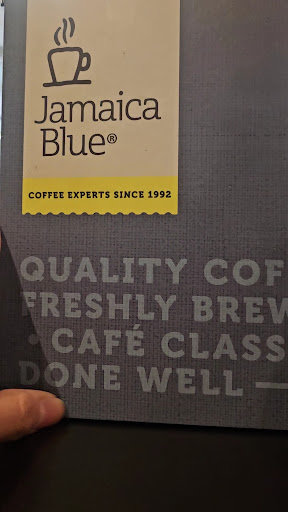 Jamaica
Blue®
COFFEE EXPERTS SINCE 1992
QUALITY COF
FRESHLY BREW
• CAFÉ CLASS
DONE WELL —